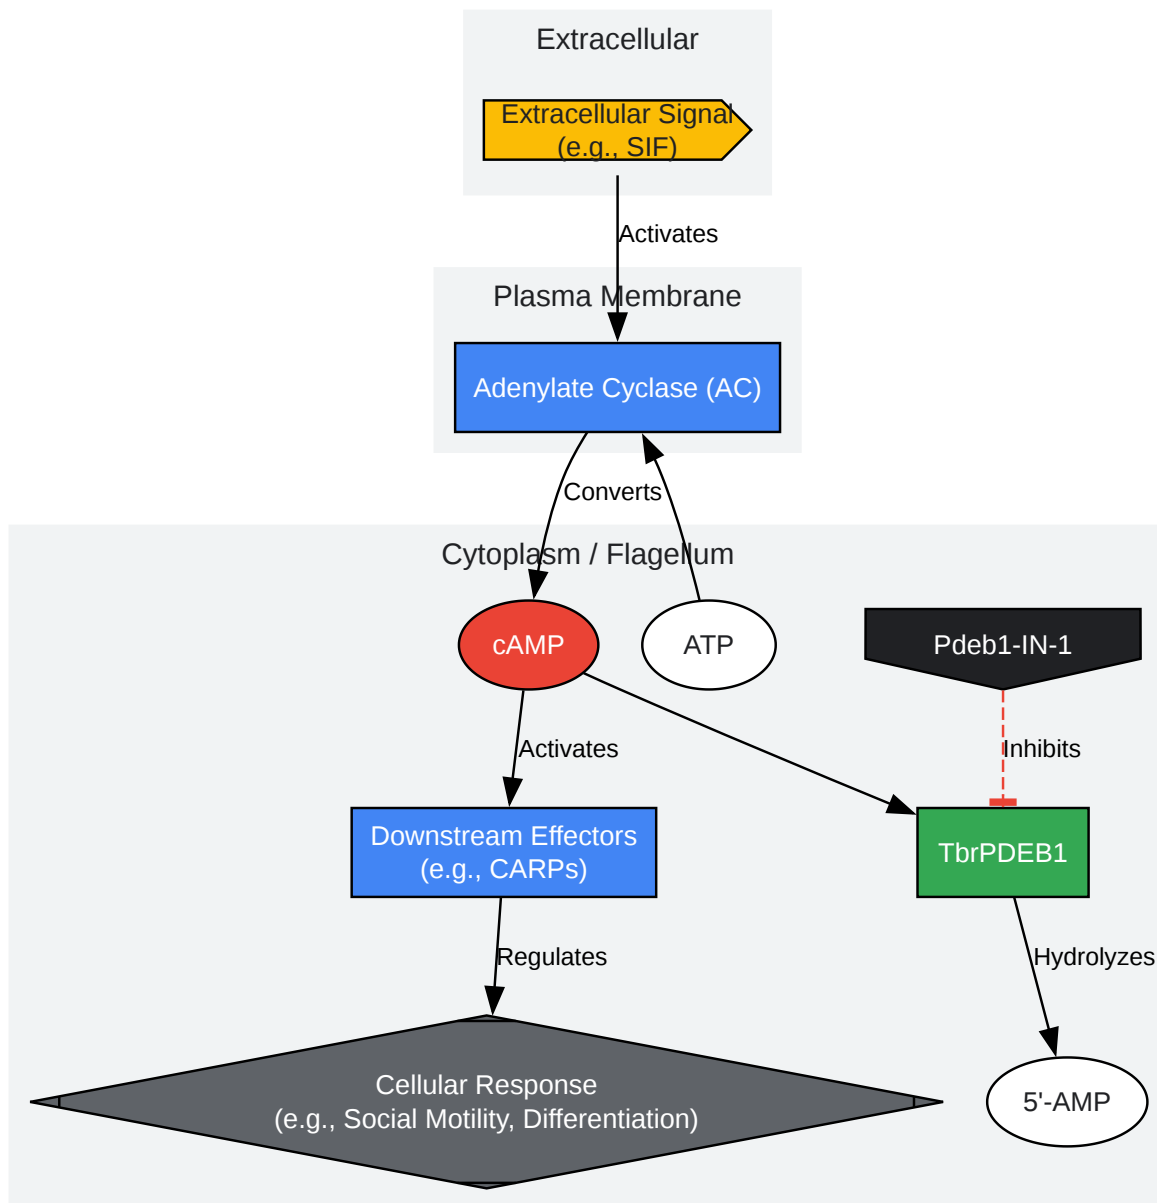 Extracellular
Extracellular Signal
(e.g., SIF)
Activates
Plasma Membrane
Adenylate Cyclase (AC)
Converts
Cytoplasm / Flagellum
cAMP
ATP
Pdeb1-IN-1
Activates
Inhibits
Downstream Effectors
(e.g., CARPs)
TbrPDEB1
Regulates
Hydrolyzes
Cellular Response
(e.g., Social Motility, Differentiation)
5'-AMP